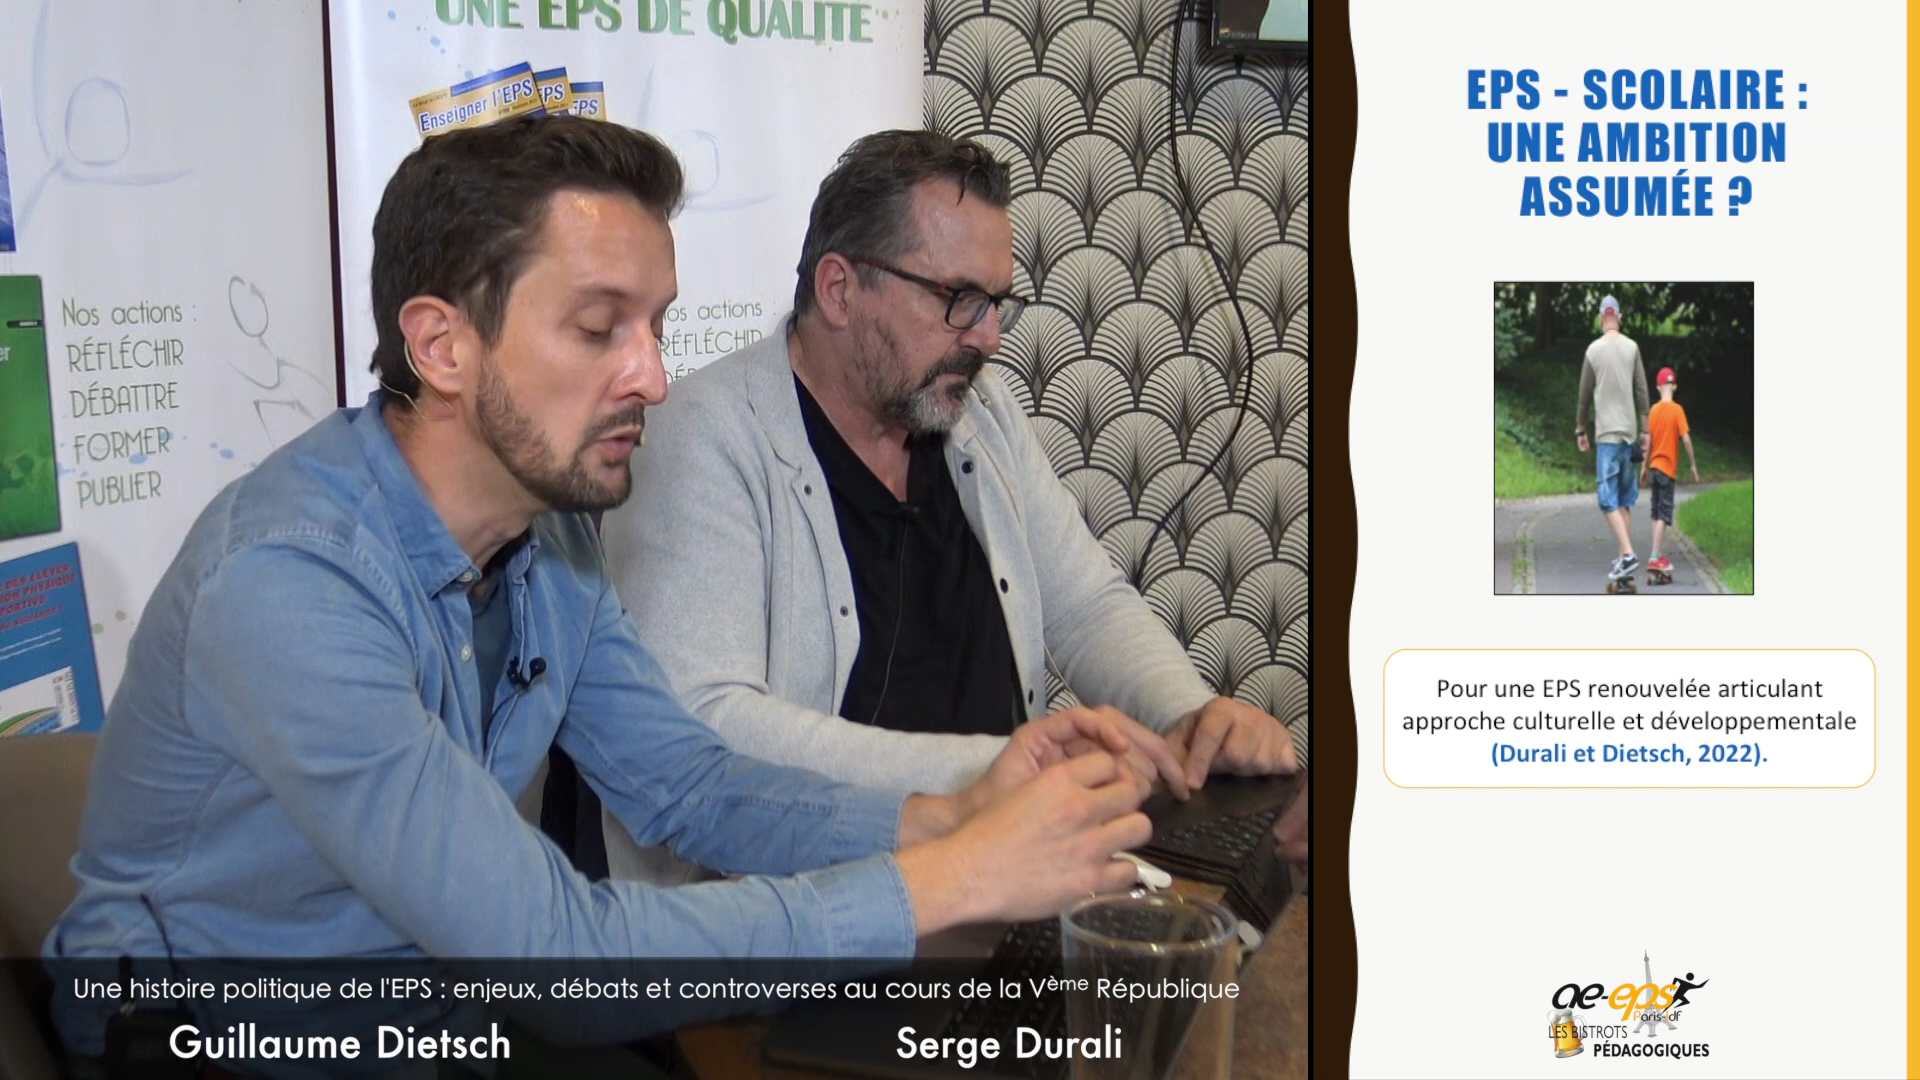 UNE EPS DE QUALITÉ
Enseigner l'EPS
EPS
EPS
Nos actions :
RÉFLÉCHIR
DÉBATTRE
FORMER
PUBLIER
actions :
RÉFLÉCHIR
DES ÉLÈVES
Une histoire politique de l'EPS : enjeux, débats et controverses au cours de la Vème République
Guillaume Dietsch
Serge Durali
EPS - SCOLAIRE :
UNE AMBITION
ASSUMÉE ?
Pour une EPS renouvelée articulant
approche culturelle et développementale
(Durali et Dietsch, 2022).
ae-eps
Paris-Idf
LES BISTROTS
PÉDAGOGIQUES